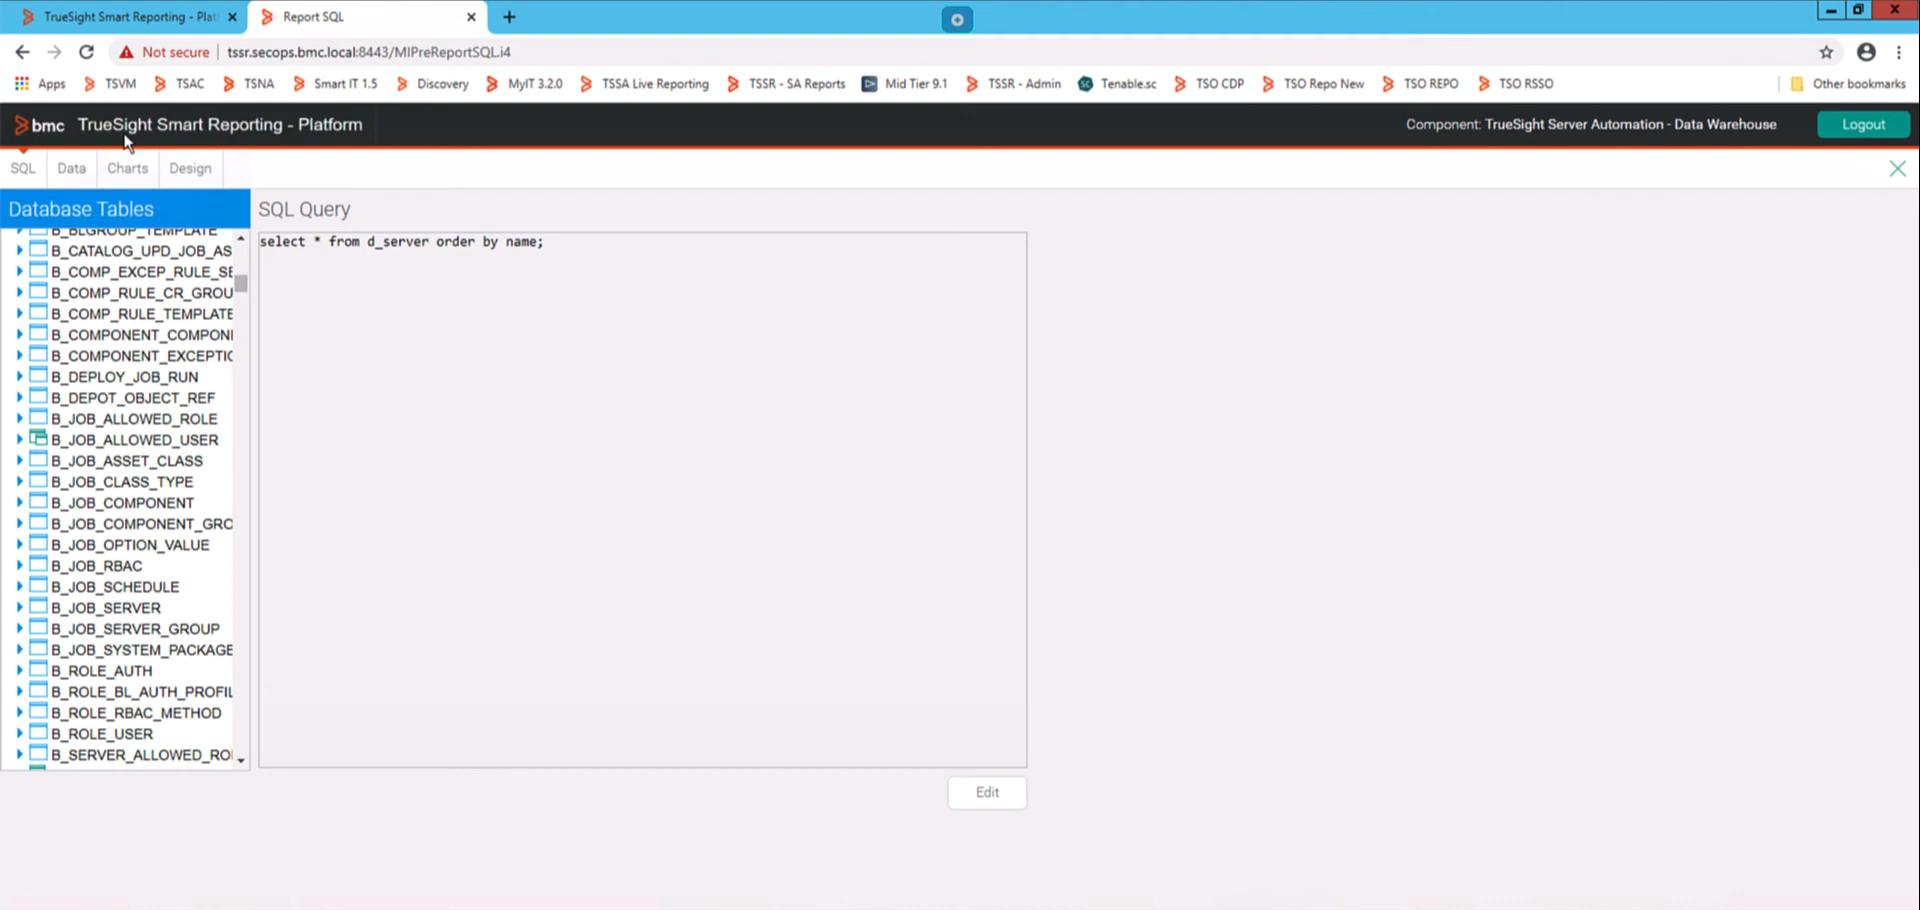 TrueSight Smart Reporting - Plat
Report SQL
Not secure
tssr.secops.bmc.local:8443/MIPreReportSQL.i4
Apps
TSVM
TSAC
TSNA
Smart IT 1.5
Discovery
MyIT 3.2.0
TSSA Live Reporting
TSSR - SA Reports
Mid Tier 9.1
TSSR - Admin
Tenable.sc
TSO CDP
TSO Repo New
TSO REPO
TSO RSSO
Other bookmarks
bmc
TrueSight Smart Reporting - Platform
Component: TrueSight Server Automation - Data Warehouse
Logout
SQL
Data
Charts
Design
Database Tables
B_BLGROUP_TEMPLATE
B_CATALOG_UPD_JOB_AS
B_COMP_EXCEP_RULE_SE
B_COMP_RULE_CR_GROU
B_COMP_RULE_TEMPLATE
B_COMPONENT_COMPON
B_COMPONENT_EXCEPTIO
B_DEPLOY_JOB_RUN
B_DEPOT_OBJECT_REF
B_JOB_ALLOWED_ROLE
B_JOB_ALLOWED_USER
B_JOB_ASSET_CLASS
B_JOB_CLASS_TYPE
B_JOB_COMPONENT
B_JOB_COMPONENT_GRO
B_JOB_OPTION_VALUE
B_JOB_RBAC
B_JOB_SCHEDULE
B_JOB_SERVER
B_JOB_SERVER_GROUP
B_JOB_SYSTEM_PACKAGE
B_ROLE_AUTH
B_ROLE_BL_AUTH_PROFIL
B_ROLE_RBAC_METHOD
B_ROLE_USER
B_SERVER_ALLOWED_RO
SQL Query
select * from d_server order by name;
Edit